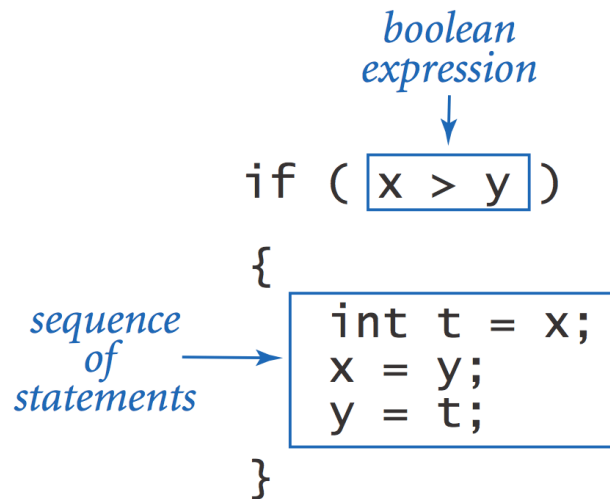 boolean
expression
if ( x > y )
{
sequence
of
statements
int t = x;
x = y;
y = t;
}